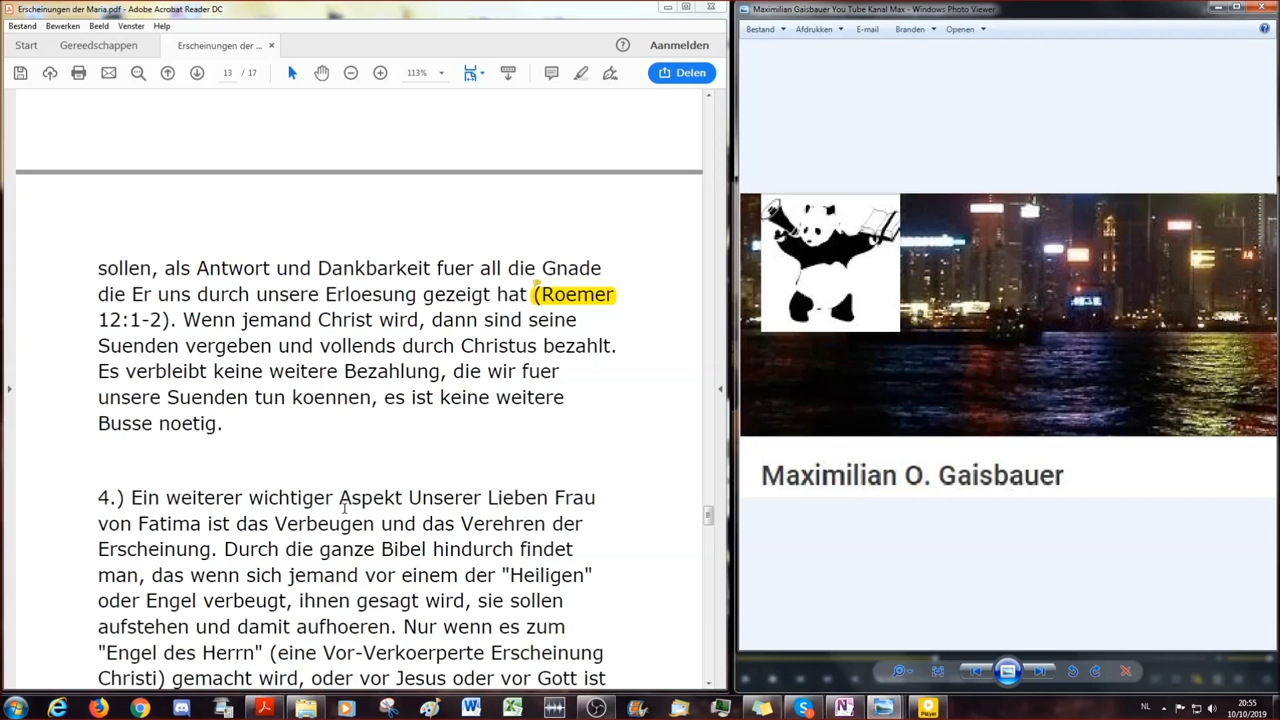 Erscheinungen der Maria.pdf - Adobe Acrobat Reader DC
Bestand Bewerken Beeld Venster Help
Start Gereedschappen Erscheinungen der ... × Aanmelden
13 / 17 113% Delen
sollen, als Antwort und Dankbarkeit fuer all die Gnade
die Er uns durch unsere Erloesung gezeigt hat (Roemer
12:1-2). Wenn jemand Christ wird, dann sind seine
Suenden vergeben und vollends durch Christus bezahlt.
Es verbleibt keine weitere Bezahlung, die wir fuer
unsere Suenden tun koennen, es ist keine weitere
Busse noetig.
4.) Ein weiterer wichtiger Aspekt Unserer Lieben Frau
von Fatima ist das Verbeugen und das Verehren der
Erscheinung. Durch die ganze Bibel hindurch findet
man, das wenn sich jemand vor einem der "Heiligen"
oder Engel verbeugt, ihnen gesagt wird, sie sollen
aufstehen und damit aufhoeren. Nur wenn es zum
"Engel des Herrn" (eine Vor-Verkoerperte Erscheinung
Christi) gemacht wird, oder vor Jesus oder vor Gott ist
Maximilian Gaisbauer You Tube Kanal Max - Windows Photo Viewer
Bestand Afdrukken E-mail Branden Openen
Maximilian O. Gaisbauer
Player
NL 20:55
10/10/2019